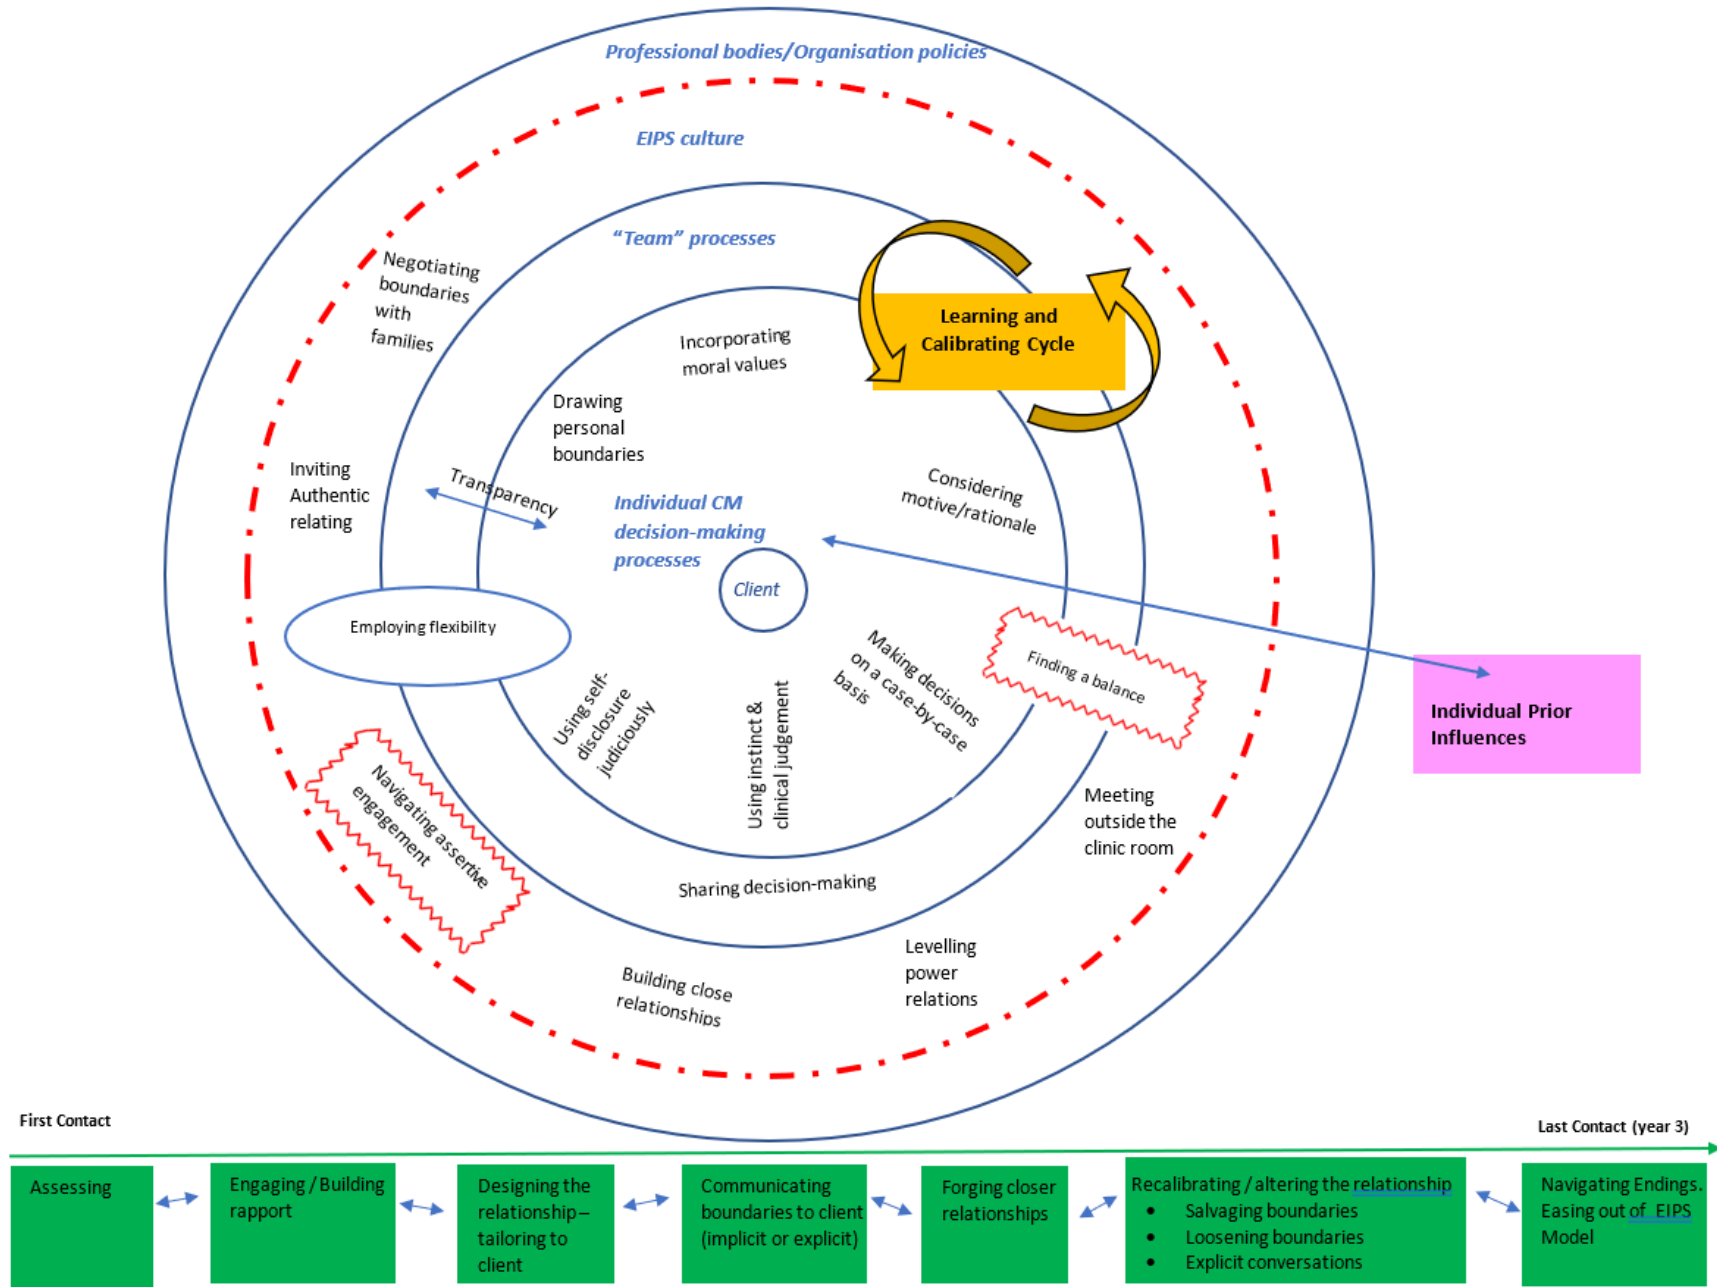 Professional bodies/Organisation policies
EIPS culture
“Team” processes
Negotiating
boundaries
with
families
Incorporating
moral values
Learning and
Calibrating Cycle
Drawing
personal
boundaries
Inviting
Authentic
relating
Transparency
Individual CM
decision-making
processes
Considering
motive/rationale
Client
Employing flexibility
Using self-
disclosure
judiciously
Using instinct &
clinical judgement
Making decisions
on a case-by-case
basis
Finding a balance
Individual Prior
Influences
Navigating assertive
engagement
Meeting
outside the
clinic room
Sharing decision-making
Levelling
power
relations
Building close
relationships
First Contact
Last Contact (year 3)
Assessing
Engaging / Building
rapport
Designing the
relationship –
tailoring to
client
Communicating
boundaries to client
(implicit or explicit)
Forging closer
relationships
Recalibrating / altering the relationship
• Salvaging boundaries
• Loosening boundaries
• Explicit conversations
Navigating Endings.
Easing out of EIPS
Model